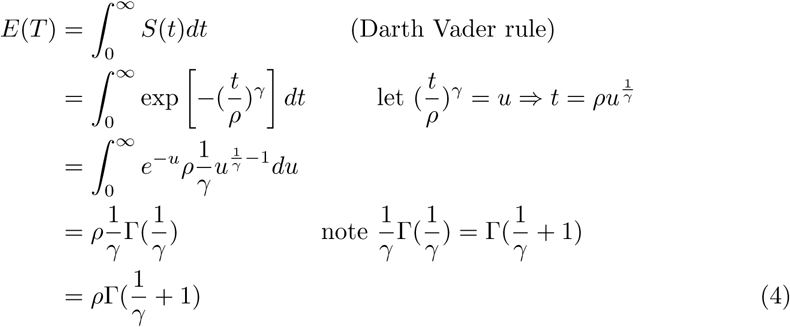 E(T) = ∫_0^∞ S(t)dt (Darth Vader rule)
= ∫_0^∞ exp [−(t/ρ)^γ] dt let (t/ρ)^γ = u ⇒ t = ρu^{1/γ}
= ∫_0^∞ e^{−u} ρ 1/γ u^{1/γ −1} du
= ρ 1/γ Γ(1/γ) note 1/γ Γ(1/γ) = Γ(1/γ + 1)
= ρΓ(1/γ + 1) (4)